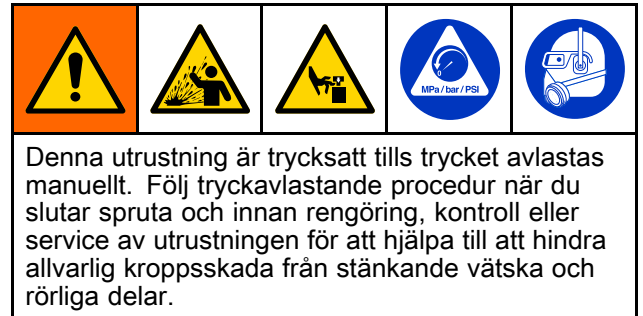 MPa / bar / PSI
Denna utrustning är trycksatt tills trycket avlastas
manuellt. Följ tryckavlastande procedur när du
slutar spruta och innan rengöring, kontroll eller
service av utrustningen för att hjälpa till att hindra
allvarlig kroppsskada från stänkande vätska och
rörliga delar.